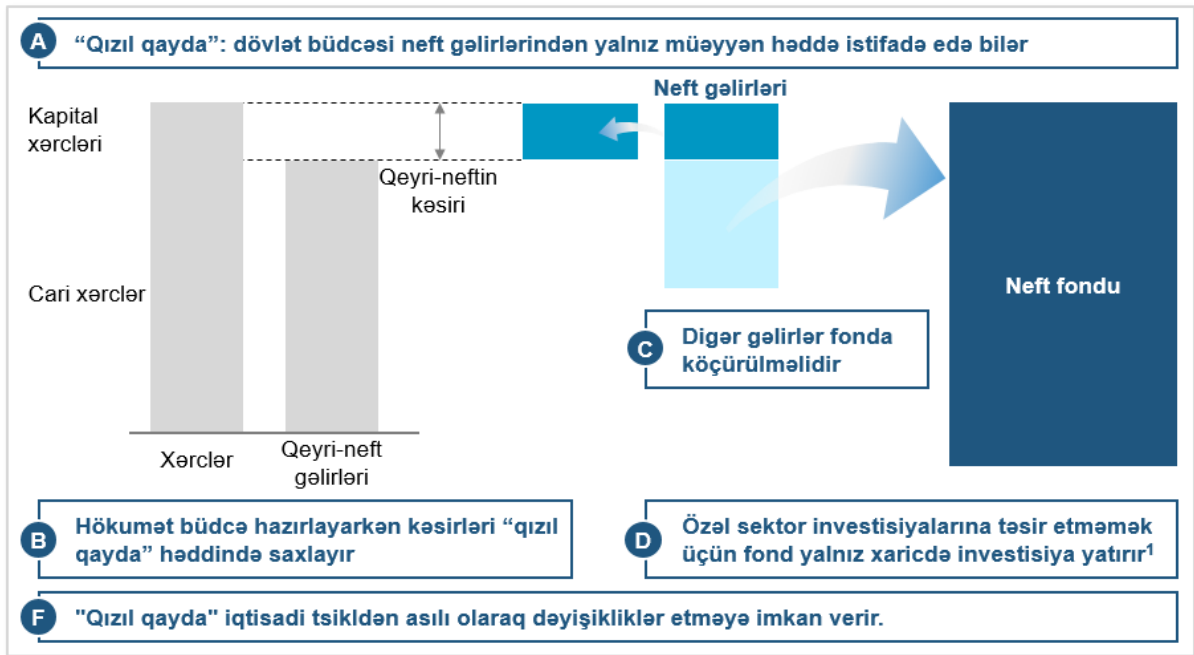 A
“Qızıl qayda”: dövlət büdcəsi neft gəlirlərindən yalnız müəyyən həddə istifadə edə bilər
Neft gəlirləri
Kapital
xərcləri
Qeyri-neftin
kəsiri
Cari xərclər
Neft fondu
C
Digər gəlirlər fonda
köçürülməlidir
Xərclər
Qeyri-neft
gəlirləri
B
Hökumət büdcə hazırlayarkən kəsirləri “qızıl
qayda” həddində saxlayır
D
Özəl sektor investisiyalarına təsir etməmək
üçün fond yalnız xaricdə investisiya yatırır¹
F
"Qızıl qayda" iqtisadi tsikldən asılı olaraq dəyişikliklər etməyə imkan verir.